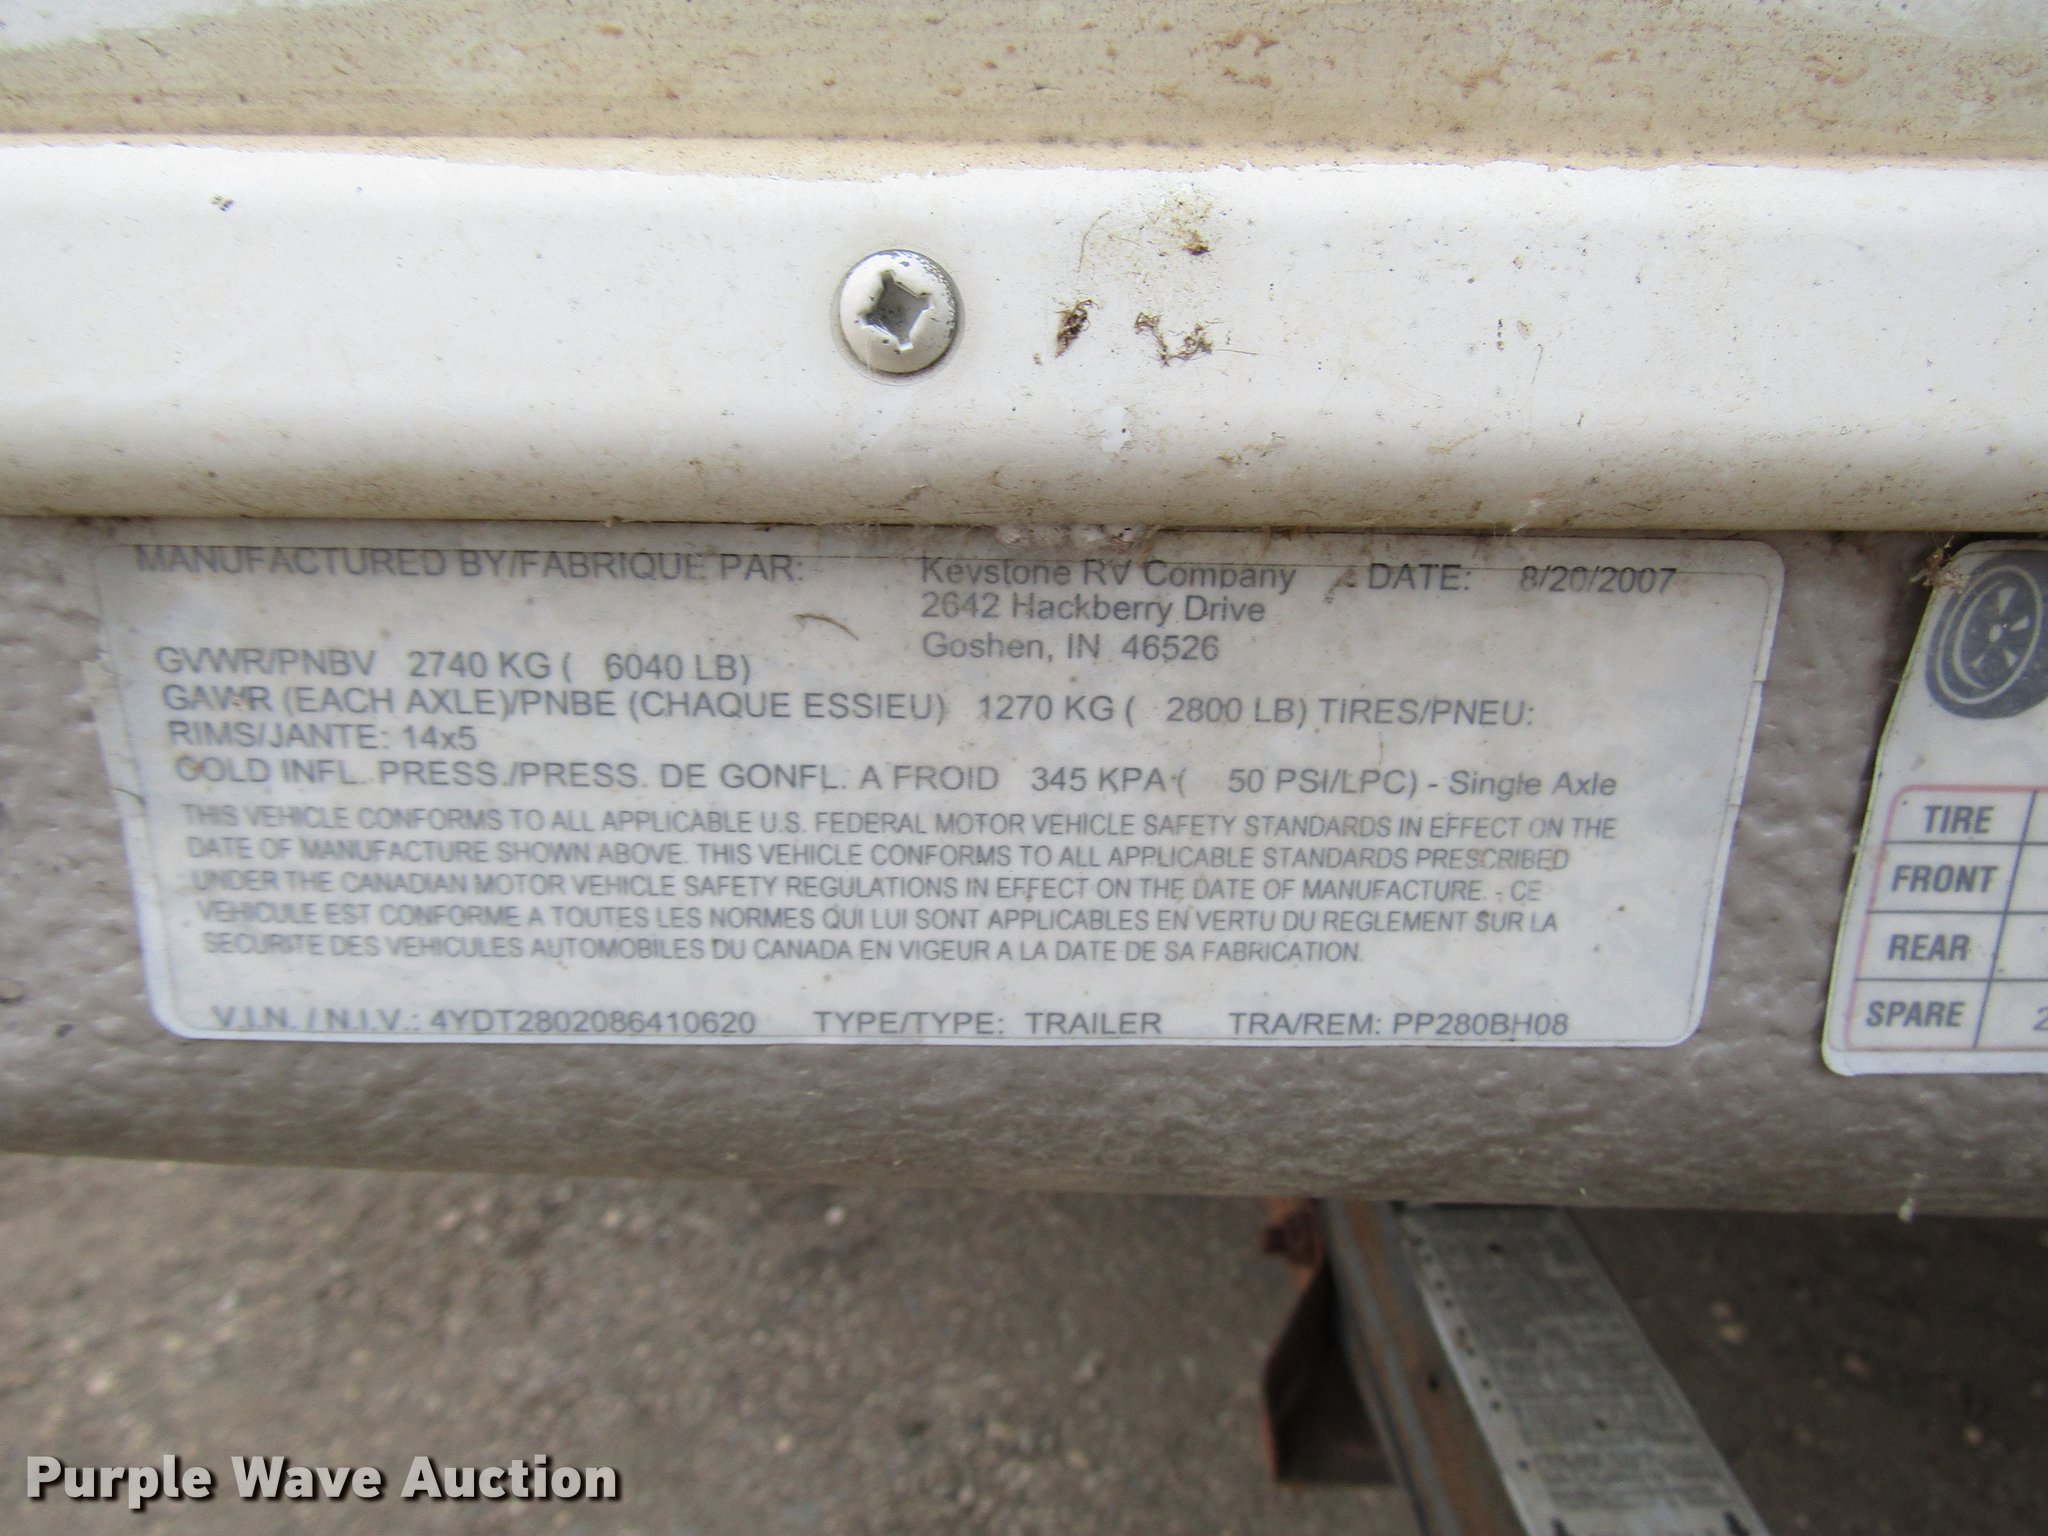 MANUFACTURED BY/FABRIQUE PAR: Keystone RV Company DATE: 8/20/2007
2642 Hackberry Drive
Goshen, IN 46526
GVWR/PNBV 2740 KG ( 6040 LB)
GAWR (EACH AXLE)/PNBE (CHAQUE ESSIEU) 1270 KG ( 2800 LB) TIRES/PNEU:
RIMS/JANTE: 14x5
COLD INFL. PRESS./PRESS. DE GONFL. A FROID 345 KPA ( 50 PSI/LPC) - Single Axle
THIS VEHICLE CONFORMS TO ALL APPLICABLE U.S. FEDERAL MOTOR VEHICLE SAFETY STANDARDS IN EFFECT ON THE
DATE OF MANUFACTURE SHOWN ABOVE. THIS VEHICLE CONFORMS TO ALL APPLICABLE STANDARDS PRESCRIBED
UNDER THE CANADIAN MOTOR VEHICLE SAFETY REGULATIONS IN EFFECT ON THE DATE OF MANUFACTURE. - CE
VEHICULE EST CONFORME A TOUTES LES NORMES QUI LUI SONT APPLICABLES EN VERTU DU REGLEMENT SUR LA
SECURITE DES VEHICULES AUTOMOBILES DU CANADA EN VIGEUR A LA DATE DE SA FABRICATION.
V.I.N. / N.I.V.: 4YDT2802086410620 TYPE/TYPE: TRAILER TRA/REM: PP280BH08
TIRE
FRONT
REAR
SPARE 2
Purple Wave Auction